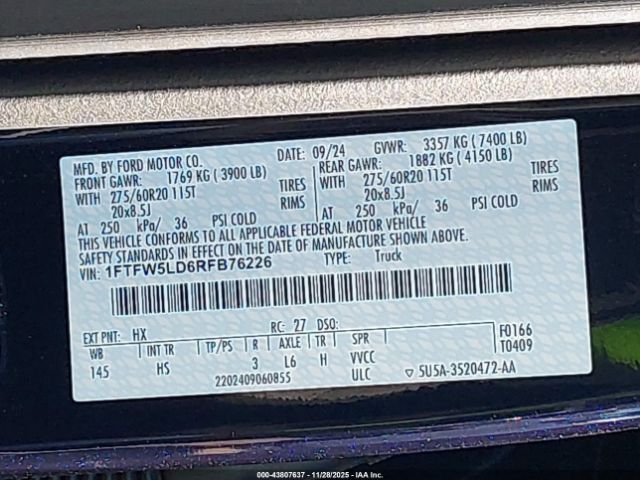 MFD. BY FORD MOTOR CO.
DATE: 09/24 GVWR: 3357 KG ( 7400 LB)
FRONT GAWR: 1769 KG ( 3900 LB)
REAR GAWR: 1882 KG ( 4150 LB)
WITH 275/60R20 115T TIRES
WITH 275/60R20 115T TIRES
20x8.5J RIMS
20x8.5J RIMS
AT 250 kPa/ 36 PSI COLD
AT 250 kPa/ 36 PSI COLD
THIS VEHICLE CONFORMS TO ALL APPLICABLE FEDERAL MOTOR VEHICLE
SAFETY STANDARDS IN EFFECT ON THE DATE OF MANUFACTURE SHOWN ABOVE.
VIN: 1FTFW5LD6RFB76226 TYPE: Truck
EXT PNT: HX RC: 27 DSO: F0166
WB INT TR TP/PS R AXLE TR SPR T0409
145 HS 3 L6 H VVCC
2202409060855 ULC ▽ 5U5A-3520472-AA
000-43807637 - 11/28/2025 - IAA Inc.